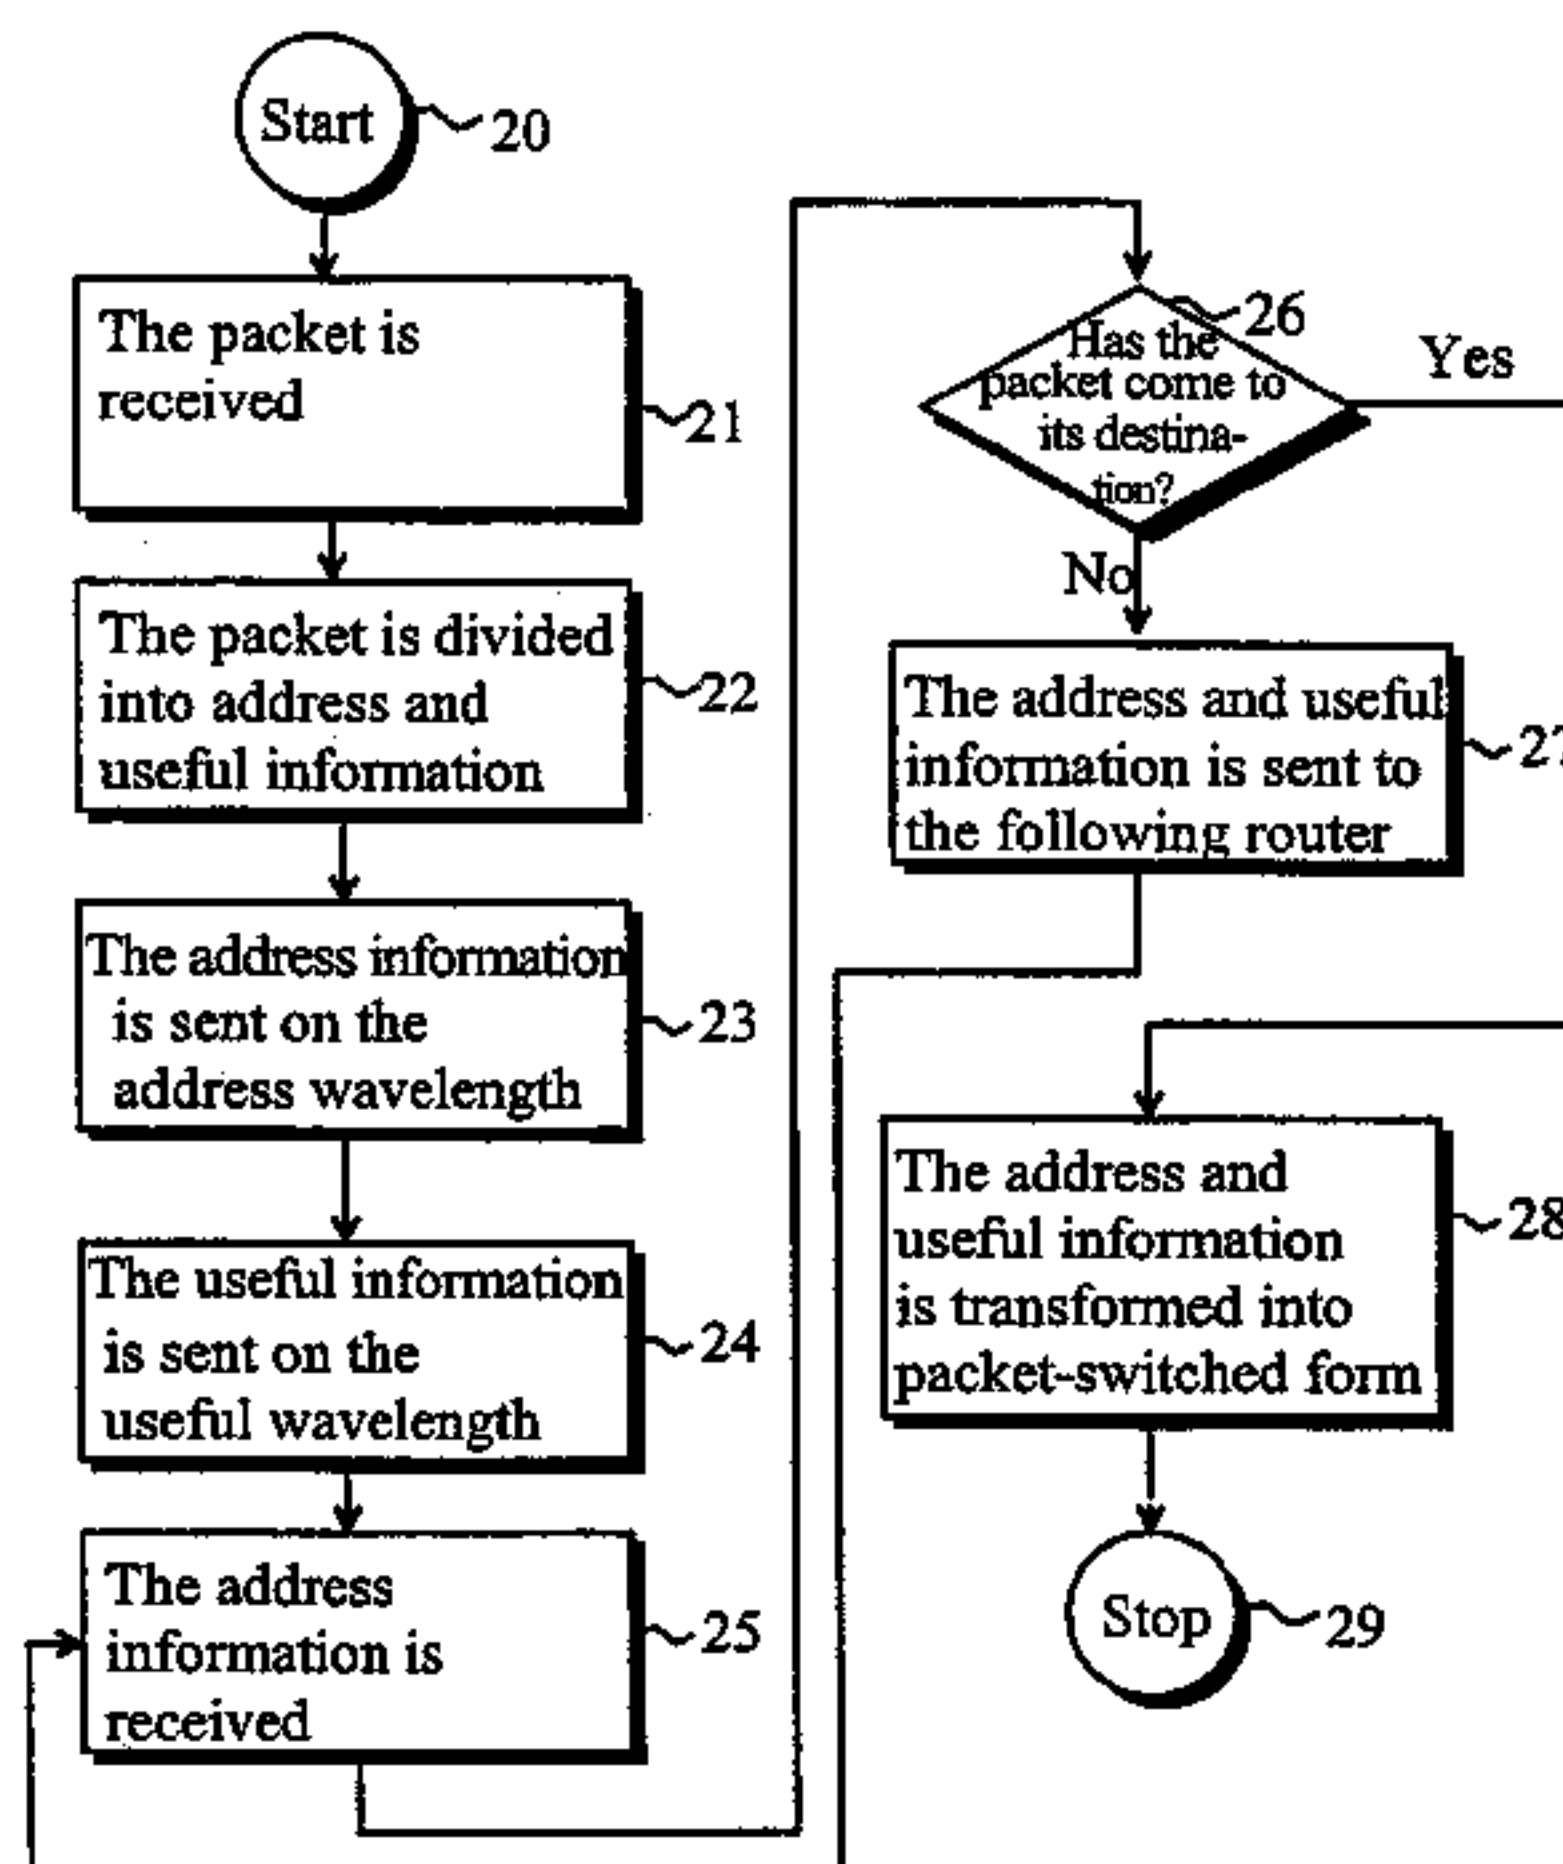 Start
20
The packet is
received
21
The packet is divided
into address and
useful information
22
The address information
is sent on the
address wavelength
23
The useful information
is sent on the
useful wavelength
24
The address
information is
received
25
26
Has the
packet come to
its destina-
tion?
Yes
No
The address and useful
information is sent to
the following router
27
The address and
useful information
is transformed into
packet-switched form
28
Stop
29